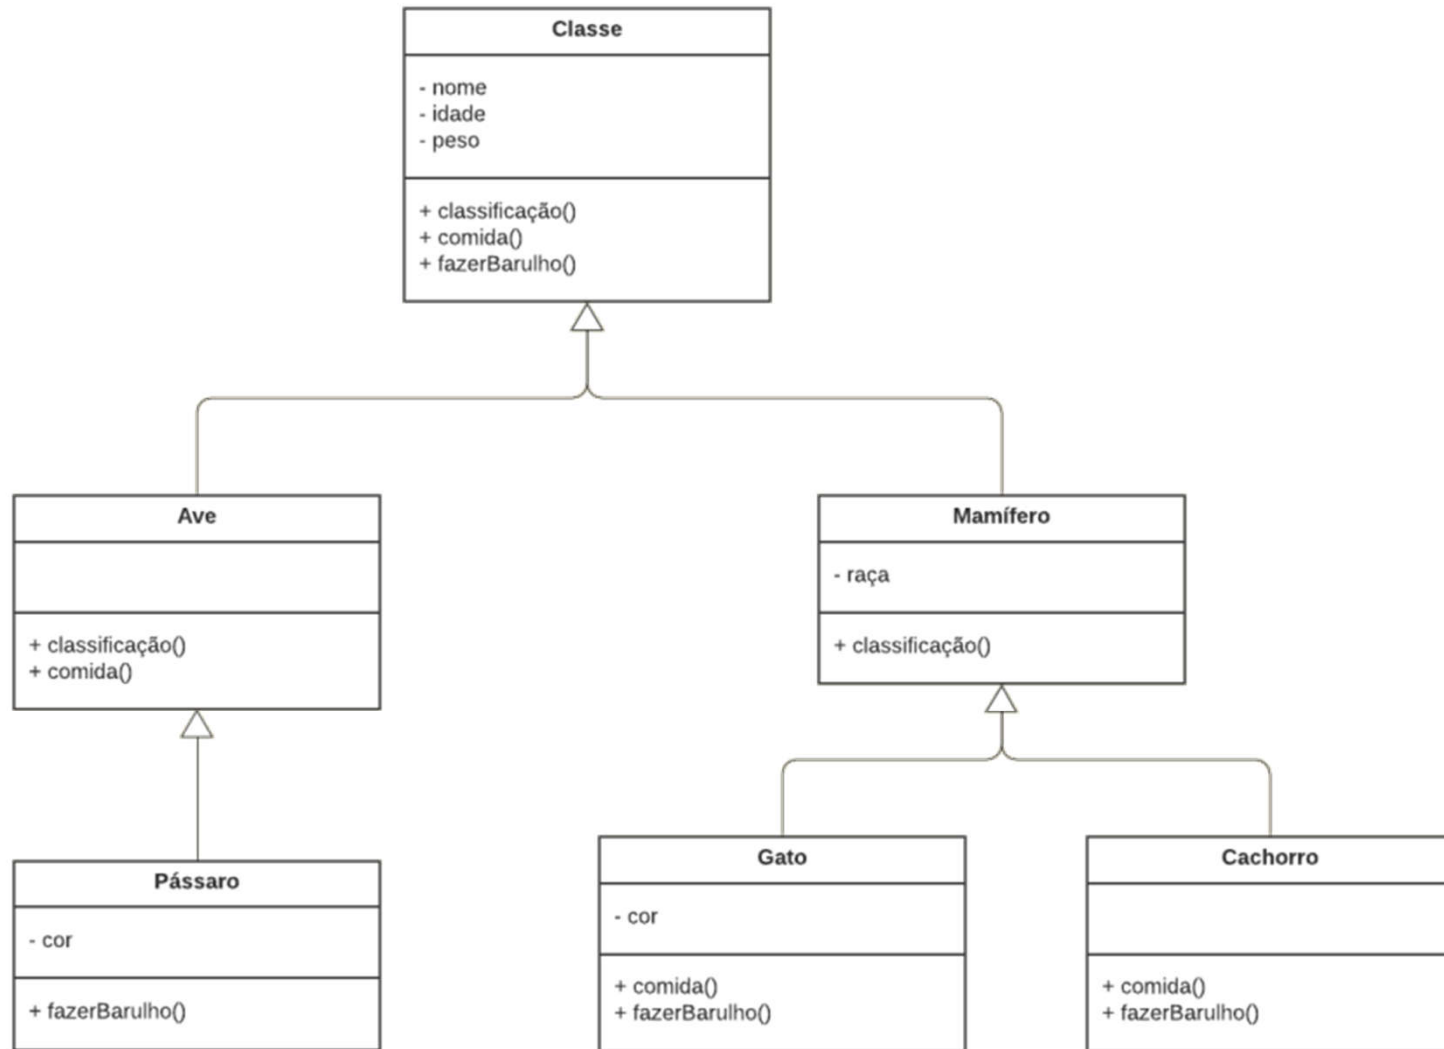 Classe
- nome
- idade
- peso
+ classificação()
+ comida()
+ fazerBarulho()
Ave
+ classificação()
+ comida()
Mamífero
- raça
+ classificação()
Pássaro
- cor
+ fazerBarulho()
Gato
- cor
+ comida()
+ fazerBarulho()
Cachorro
+ comida()
+ fazerBarulho()